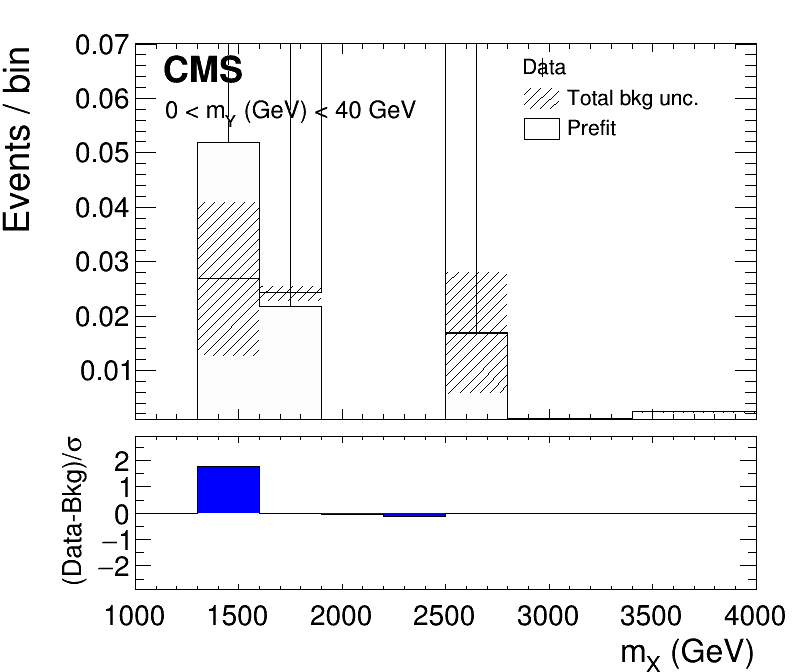 0.07
0.06
0.05
0.04
0.03
0.02
0.01
Events / bin
CMS
0 < m_Y (GeV) < 40 GeV
Data
Total bkg unc.
Prefit
(Data-Bkg)/σ
2
1
0
−1
−2
1000 1500 2000 2500 3000 3500 4000
m_X (GeV)